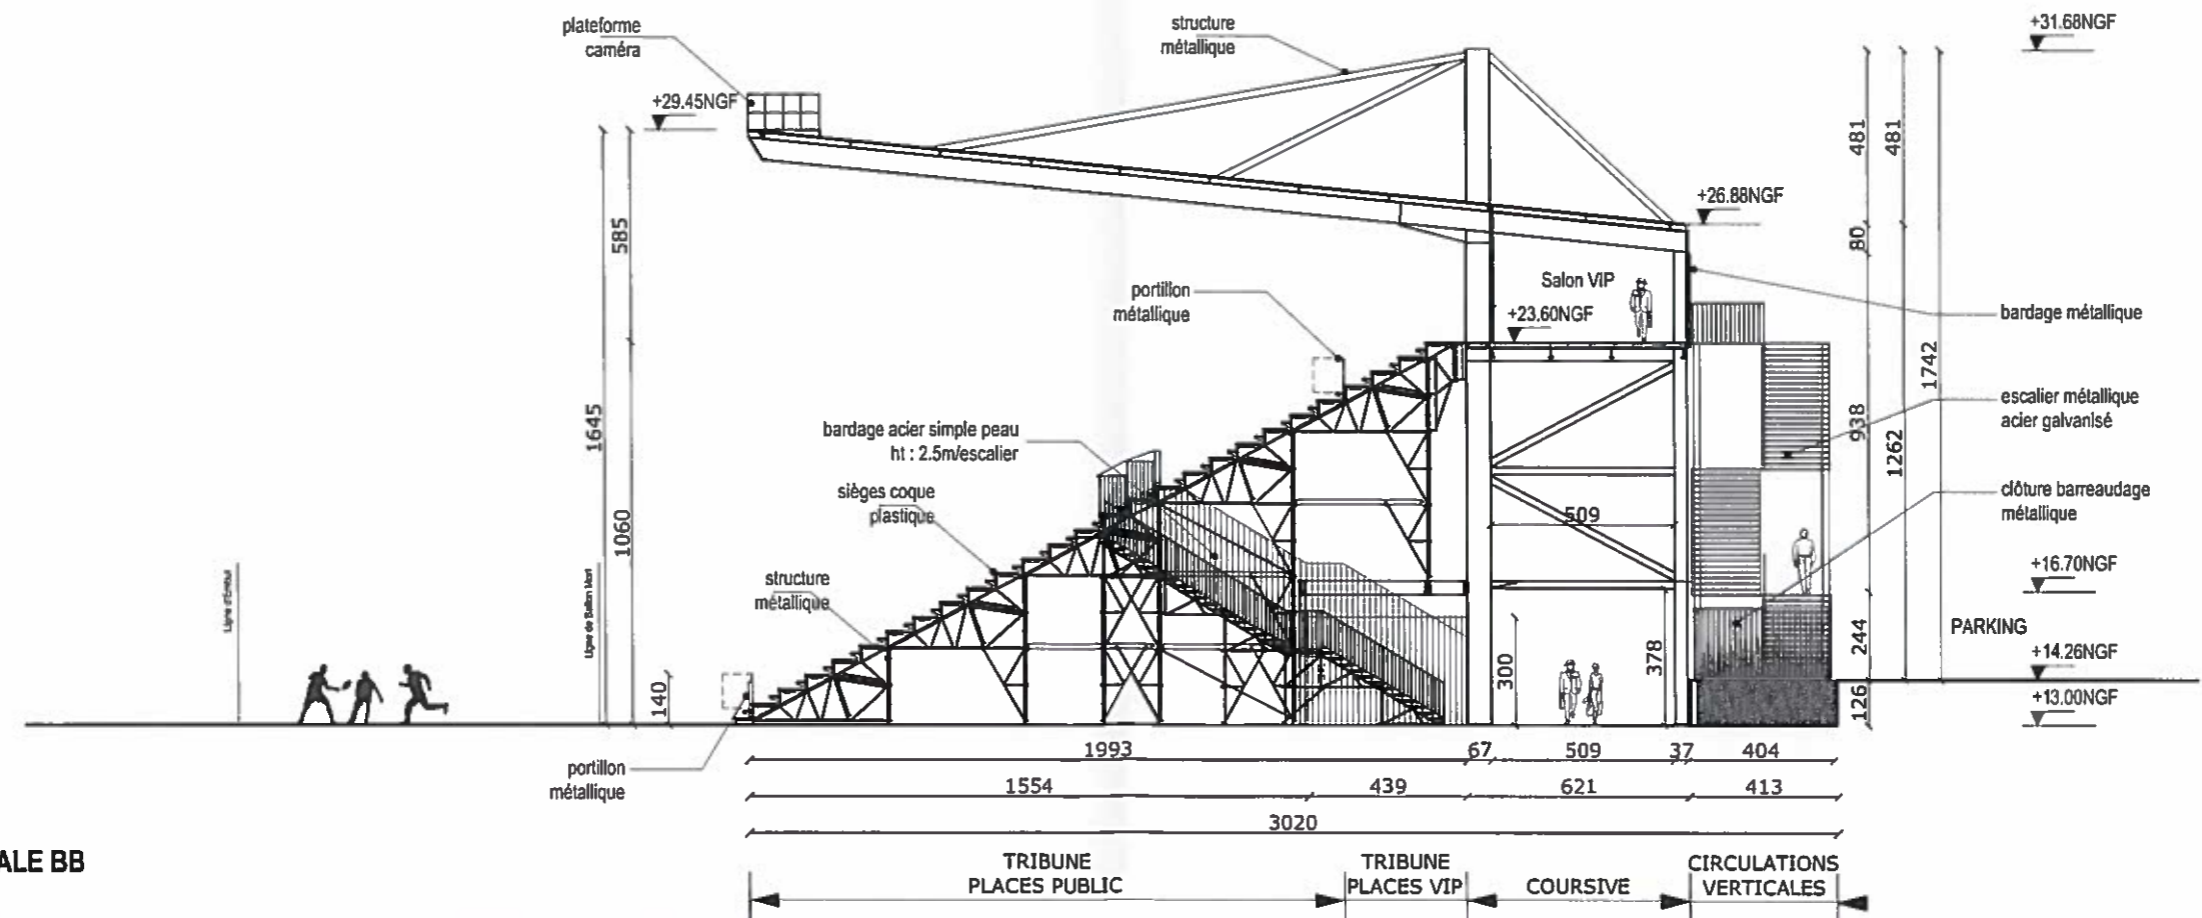 plateforme
caméra
structure
métallique
+31.68NGF
+29.45NGF
481
481
+26.88NGF
80
585
Salon VIP
portillon
métallique
+23.60NGF
bardage métallique
1742
1645
escalier métallique
acier galvanisé
938
1262
bardage acier simple peau
ht : 2.5m/escalier
sièges coque
plastique
clôture barreaudage
métallique
509
1060
structure
métallique
+16.70NGF
Ligne de Ballon Mort
PARKING
244
+14.26NGF
300
378
140
+13.00NGF
126
1993
67
509
37
404
portillon
métallique
1554
439
621
413
3020
ALE BB
TRIBUNE
PLACES PUBLIC
TRIBUNE
PLACES VIP
COURSIVE
CIRCULATIONS
VERTICALES